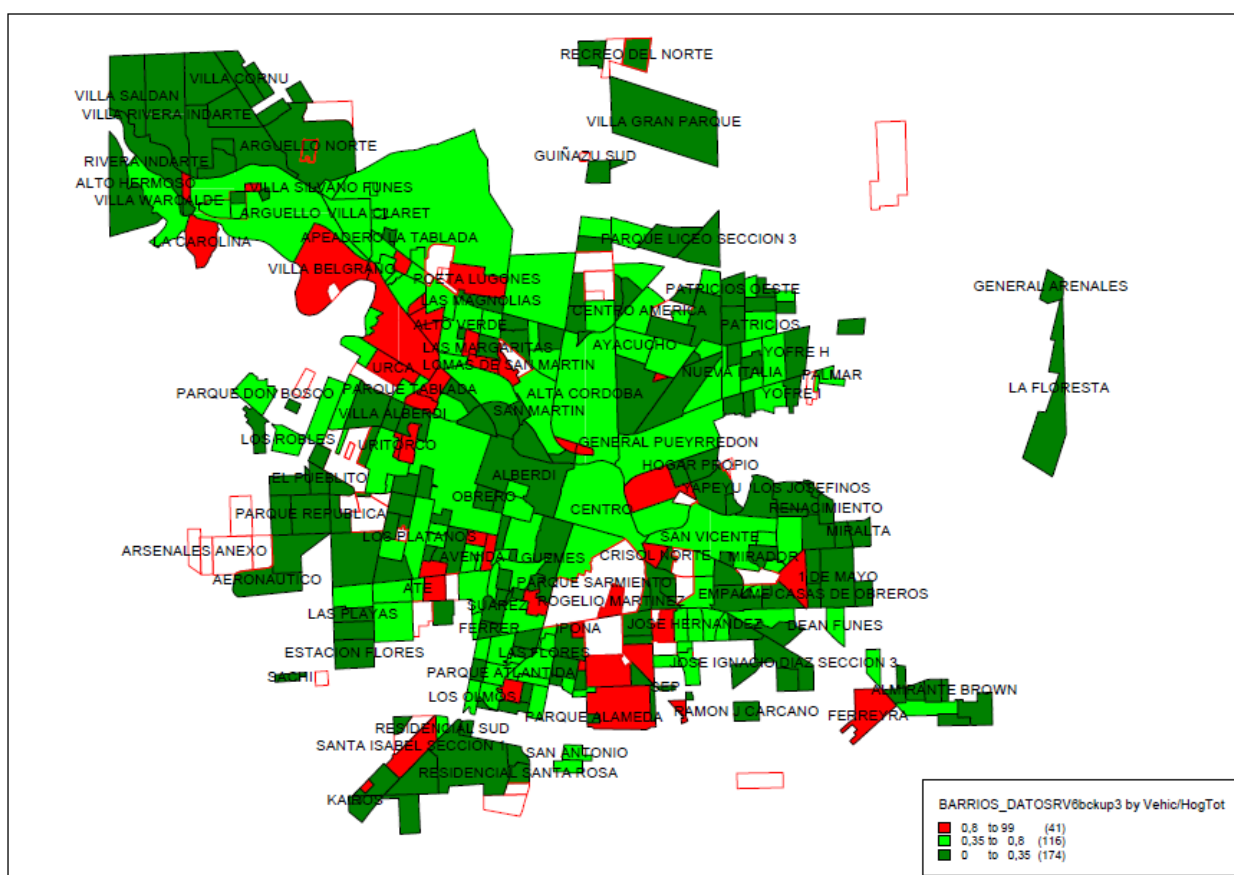 RECREO DEL NORTE
VILLA CORNU
VILLA SALDAN
VILLA RIVERA INDARTE
VILLA GRAN PARQUE
ARGUELLO NORTE
GUIÑAZU SUD
RIVERA INDARTE
ALTO HERMOSO
VILLA SILVANO FUNES
VILLA WARCALDE
ARGUELLO VILLA CLARET
LA CAROLINA
APEADERO LA TABLADA
PARQUE LICEO SECCION 3
VILLA BELGRANO
POETA LUGONES
GENERAL ARENALES
PATRICIOS OESTE
LAS MAGNOLIAS
CENTRO AMERICA
ALTO VERDE
PATRICIOS
LAS MARGARITAS
AYACUCHO
YOFRE H
URCA
LOMAS DE SAN MARTIN
NUEVA ITALIA
PALMAR
PARQUE DON BOSCO
PARQUE TABLADA
ALTA CORDOBA
YOFRE I
LA FLORESTA
VILLA ALBERDI
SAN MARTIN
LOS ROBLES
URITORCO
GENERAL PUEYRREDON
HOGAR PROPIO
EL PUEBLITO
ALBERDI
YAPEYU
LOS JOSEFINOS
OBRERO
CENTRO
RENACIMIENTO
PARQUE REPUBLICA
MIRALTA
LOS PLATANOS
SAN VICENTE
ARSENALES ANEXO
AVENIDA
GUEMES
CRISOL NORTE
MIRADOR
AERONAUTICO
PARQUE SARMIENTO
1 DE MAYO
ATE
ROGELIO MARTINEZ
EMPALME CASAS DE OBREROS
LAS PLAYAS
SUAREZ
FERRER
IPONA
JOSE HERNANDEZ
DEAN FUNES
ESTACION FLORES
LAS FLORES
JOSE IGNACIO DIAZ SECCION 3
SACHI
PARQUE ATLANTIDA
SEP
LOS OLMOS
ALMIRANTE BROWN
PARQUE ALAMEDA
RAMON J CARCANO
FERREYRA
RESIDENCIAL SUD
SANTA ISABEL SECCION 1
SAN ANTONIO
RESIDENCIAL SANTA ROSA
BARRIOS_DATOSRV6bckup3 by Vehic/HogTot
0,8 to 99 (41)
0,35 to 0,8 (116)
0 to 0,35 (174)